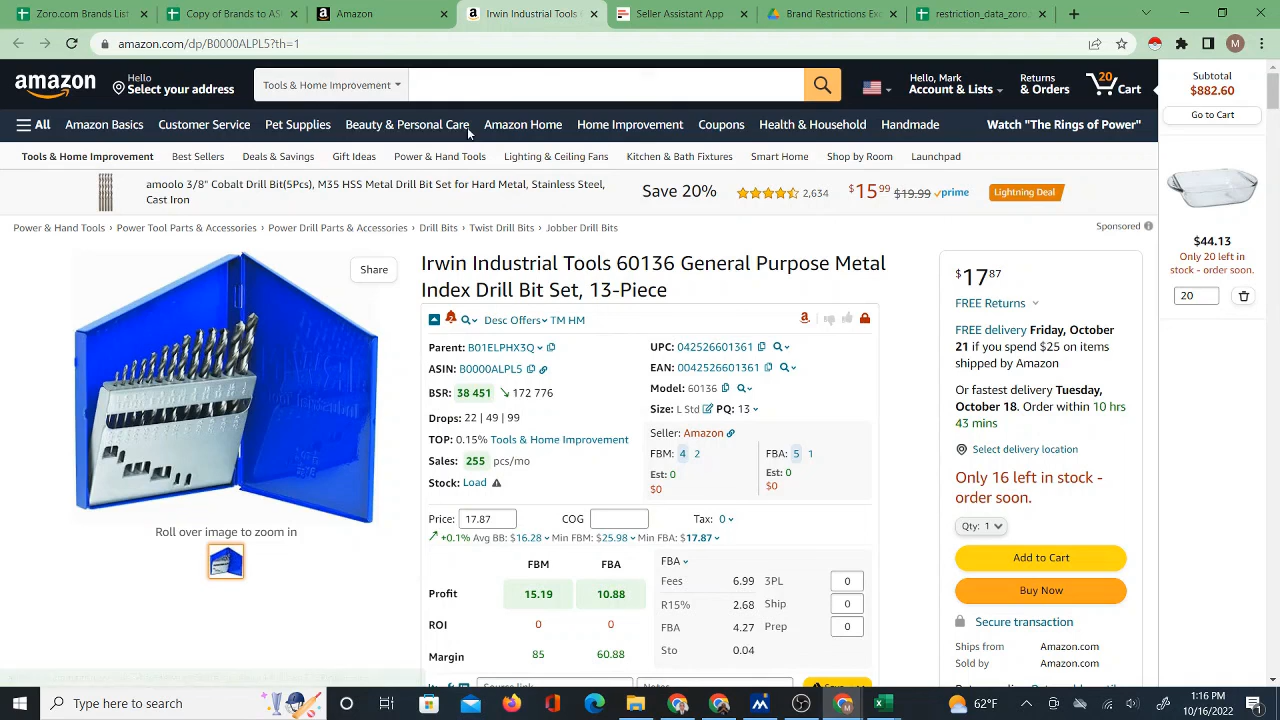 Zoro.com Brands List
Copy of Brands to AS
Amazon
Irwin Industrial Tools
Seller Assistant App
Brand Restrictions Ex
restriction_data_zoro.
amazon.com/dp/B0000ALPL5?th=1
M
amazon
Hello
Select your address
Tools & Home Improvement
Hello, Mark
Account & Lists
Returns
& Orders
20
Cart
Subtotal
$882.60
Go to Cart
All
Amazon Basics
Customer Service
Pet Supplies
Beauty & Personal Care
Amazon Home
Home Improvement
Coupons
Health & Household
Handmade
Watch "The Rings of Power"
Tools & Home Improvement
Best Sellers
Deals & Savings
Gift Ideas
Power & Hand Tools
Lighting & Ceiling Fans
Kitchen & Bath Fixtures
Smart Home
Shop by Room
Launchpad
amoolo 3/8" Cobalt Drill Bit(5Pcs), M35 HSS Metal Drill Bit Set for Hard Metal, Stainless Steel,
Cast Iron
Save 20%
2,634
$15.99 $19.99 prime
Lightning Deal
Power & Hand Tools › Power Tool Parts & Accessories › Power Drill Parts & Accessories › Drill Bits › Twist Drill Bits › Jobber Drill Bits
Sponsored
Share
Irwin Industrial Tools 60136 General Purpose Metal
Index Drill Bit Set, 13-Piece
Desc Offers TM HM
Parent: B01ELPHX3Q
ASIN: B0000ALPL5
BSR: 38 451 ↘ 172 776
Drops: 22 | 49 | 99
TOP: 0.15% Tools & Home Improvement
Sales: 255 pcs/mo
Stock: Load
UPC: 042526601361
EAN: 0042526601361
Model: 60136
Size: L Std PQ: 13
Seller: Amazon
FBM: 4 2
Est: 0
$0
FBA: 5 1
Est: 0
$0
Price: 17.87
COG
Tax: 0
+0.1% Avg BB: $16.28 Min FBM: $25.98 Min FBA: $17.87
FBM FBA
Profit 15.19 10.88
ROI 0 0
Margin 85 60.88
FBA
Fees 6.99 3PL 0
R15% 2.68 Ship 0
FBA 4.27 Prep 0
Sto 0.04
Roll over image to zoom in
$17.87
FREE Returns
FREE delivery Friday, October
21 if you spend $25 on items
shipped by Amazon
Or fastest delivery Tuesday,
October 18. Order within 10 hrs
43 mins
Select delivery location
Only 16 left in stock -
order soon.
Qty: 1
Add to Cart
Buy Now
Secure transaction
Ships from Amazon.com
Sold by Amazon.com
$44.13
Only 20 left in
stock - order soon.
20
Type here to search
62°F
1:16 PM
10/16/2022